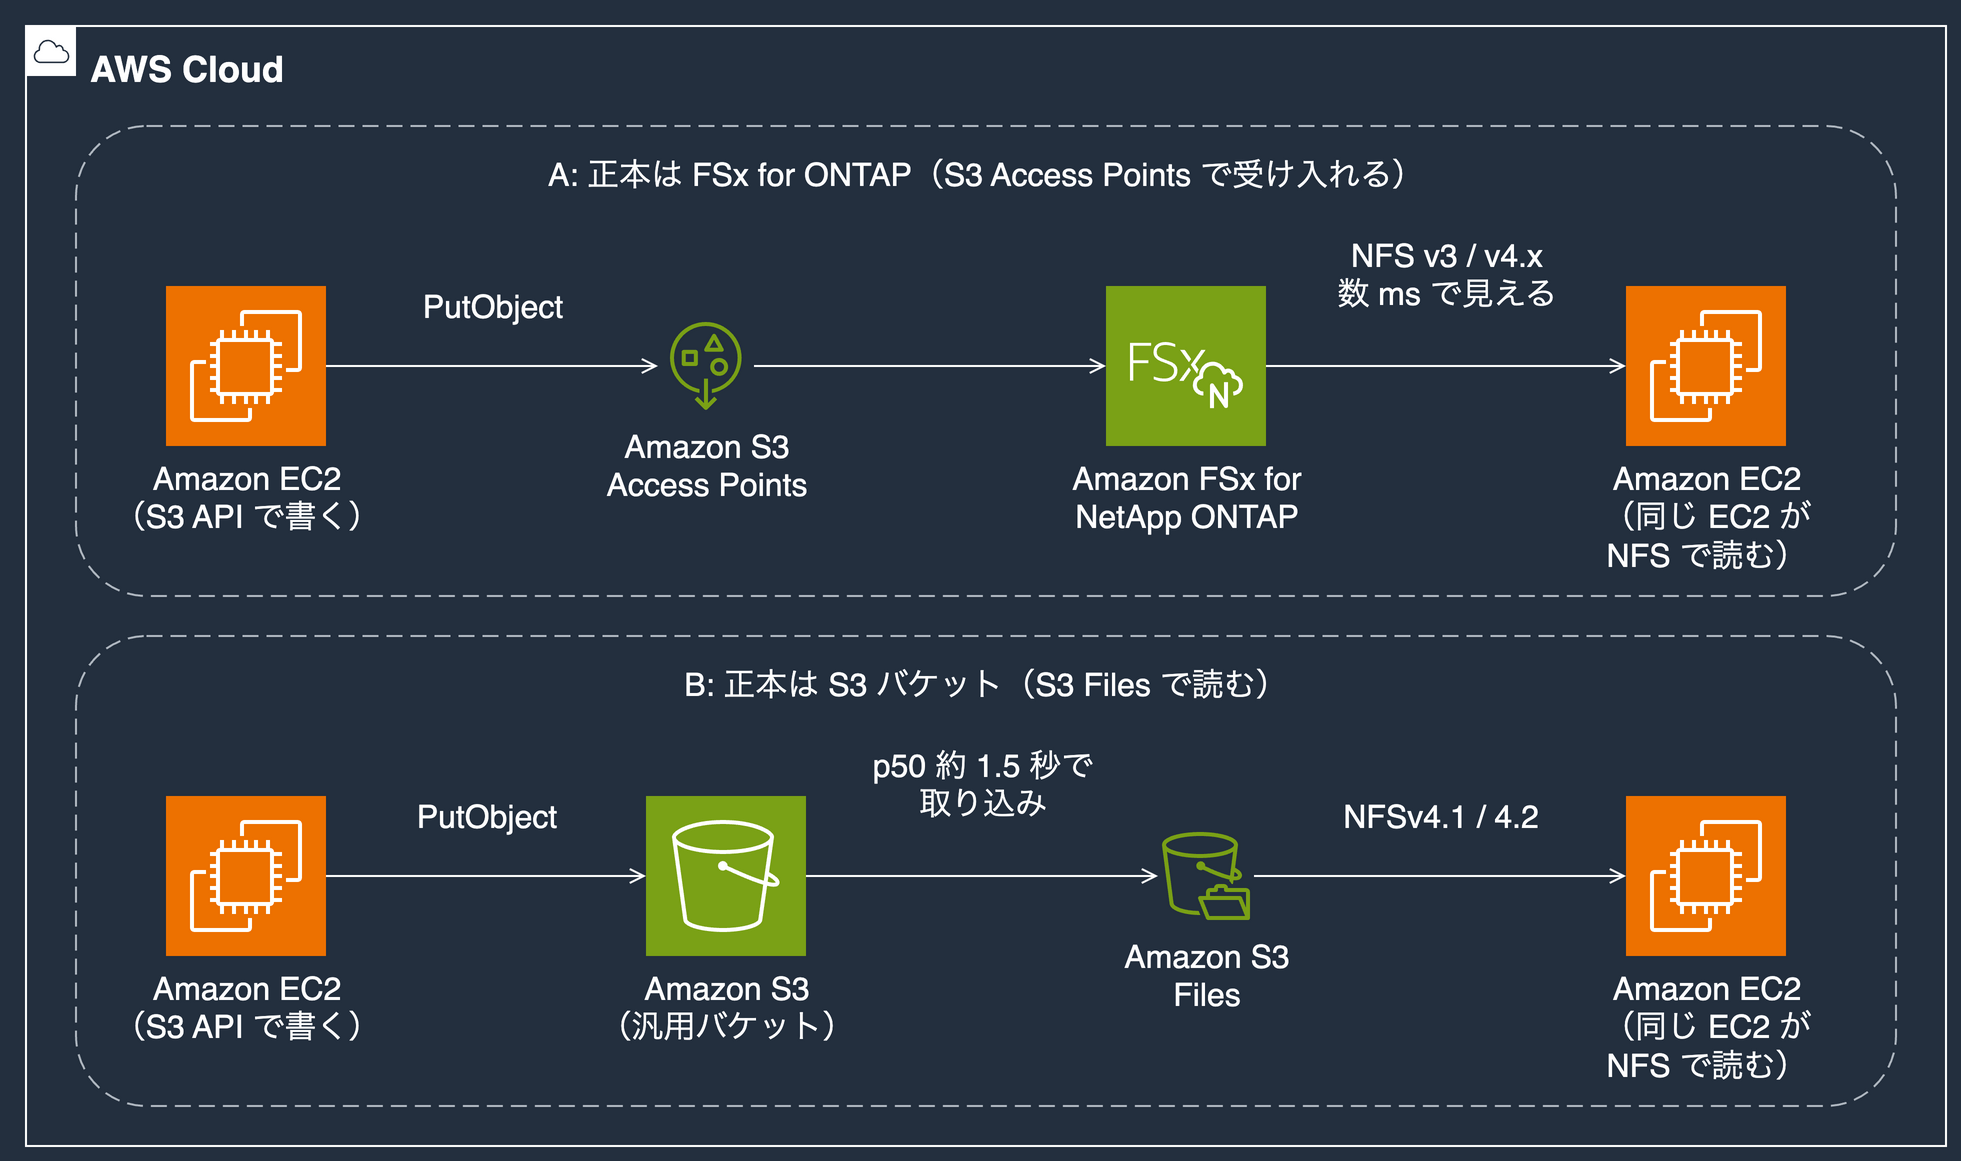 AWS Cloud
A: 正本は FSx for ONTAP（S3 Access Points で受け入れる）
NFS v3 / v4.x
数 ms で見える
PutObject
FSx
N
Amazon EC2
（S3 API で書く）
Amazon S3
Access Points
Amazon FSx for
NetApp ONTAP
Amazon EC2
（同じ EC2 が
NFS で読む）
B: 正本は S3 バケット（S3 Files で読む）
p50 約 1.5 秒で
取り込み
PutObject
NFSv4.1 / 4.2
Amazon EC2
（S3 API で書く）
Amazon S3
（汎用バケット）
Amazon S3
Files
Amazon EC2
（同じ EC2 が
NFS で読む）